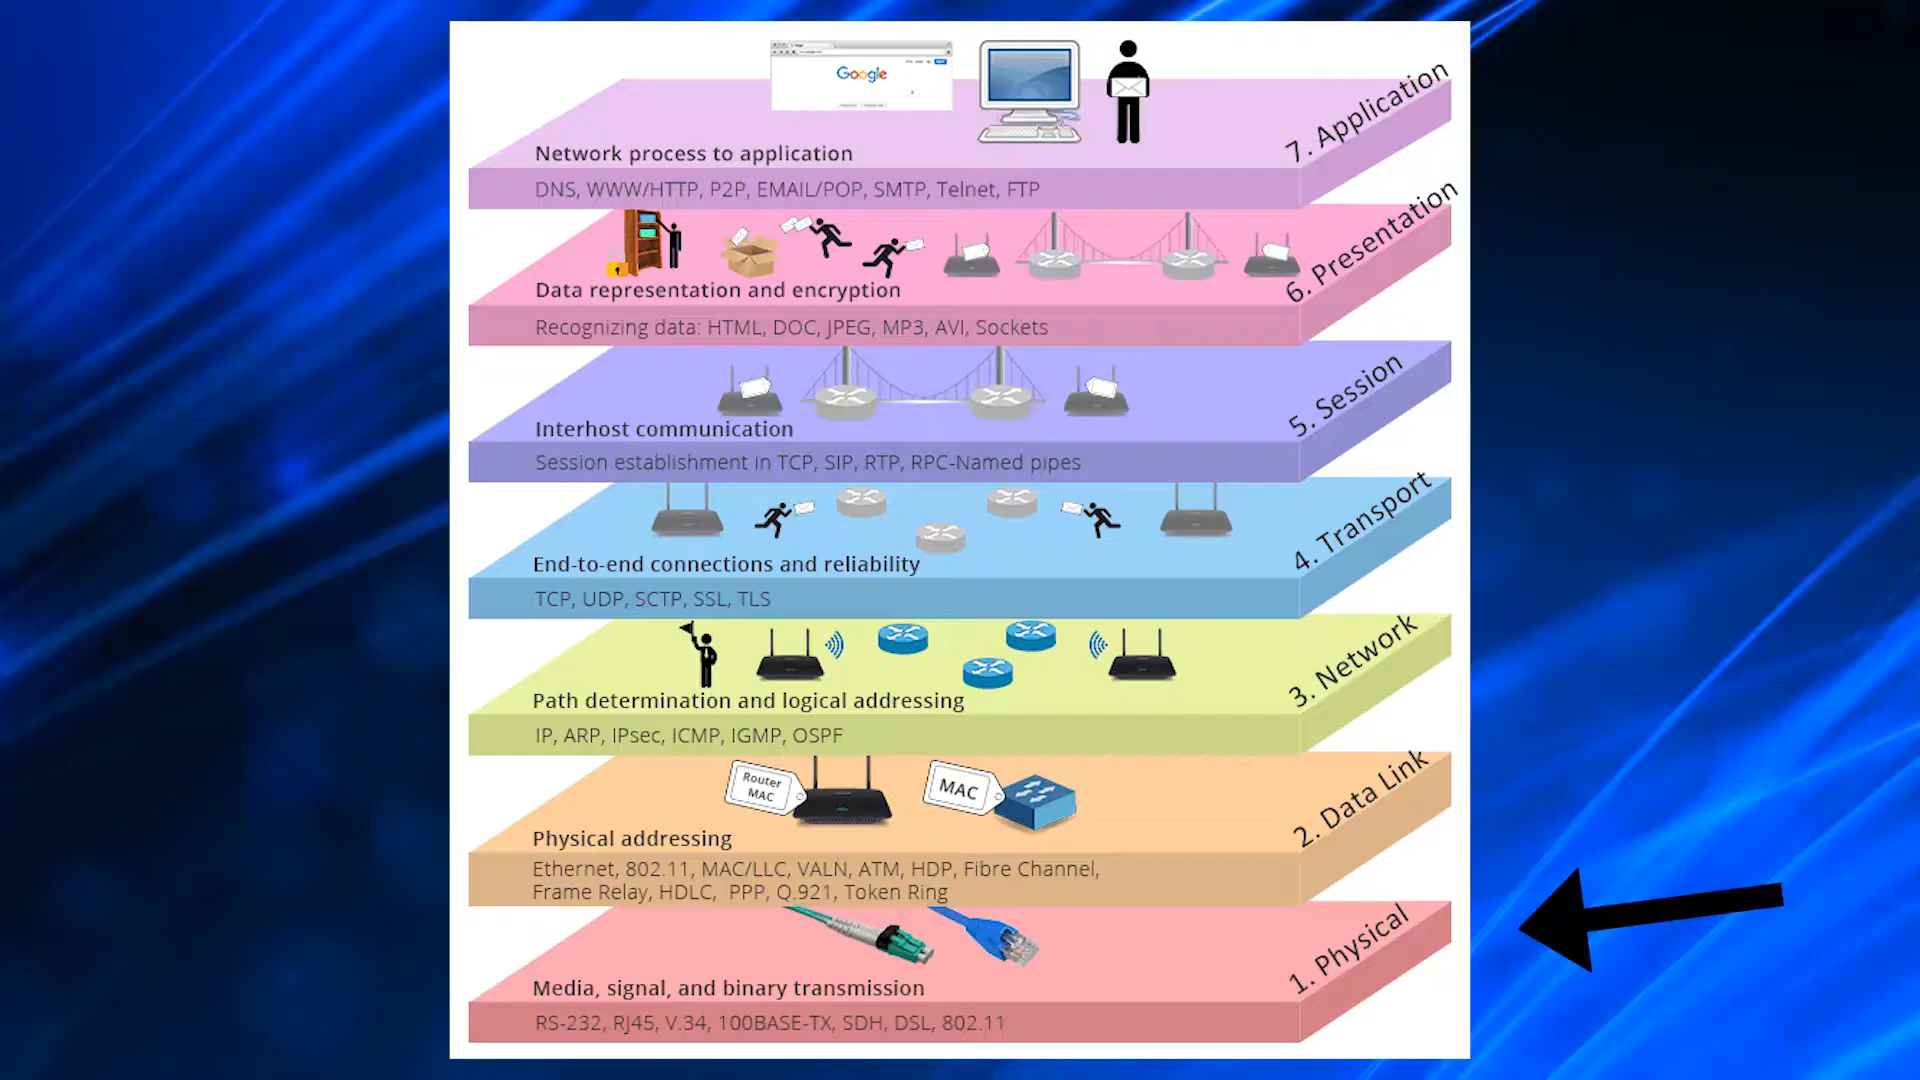 Google
7. Application
Network process to application
DNS, WWW/HTTP, P2P, EMAIL/POP, SMTP, Telnet, FTP
6. Presentation
Data representation and encryption
Recognizing data: HTML, DOC, JPEG, MP3, AVI, Sockets
5. Session
Interhost communication
Session establishment in TCP, SIP, RTP, RPC-Named pipes
4. Transport
End-to-end connections and reliability
TCP, UDP, SCTP, SSL, TLS
3. Network
Path determination and logical addressing
IP, ARP, IPsec, ICMP, IGMP, OSPF
2. Data Link
Router
MAC
MAC
Physical addressing
Ethernet, 802.11, MAC/LLC, VALN, ATM, HDP, Fibre Channel,
Frame Relay, HDLC, PPP, Q.921, Token Ring
1. Physical
Media, signal, and binary transmission
RS-232, RJ45, V.34, 100BASE-TX, SDH, DSL, 802.11